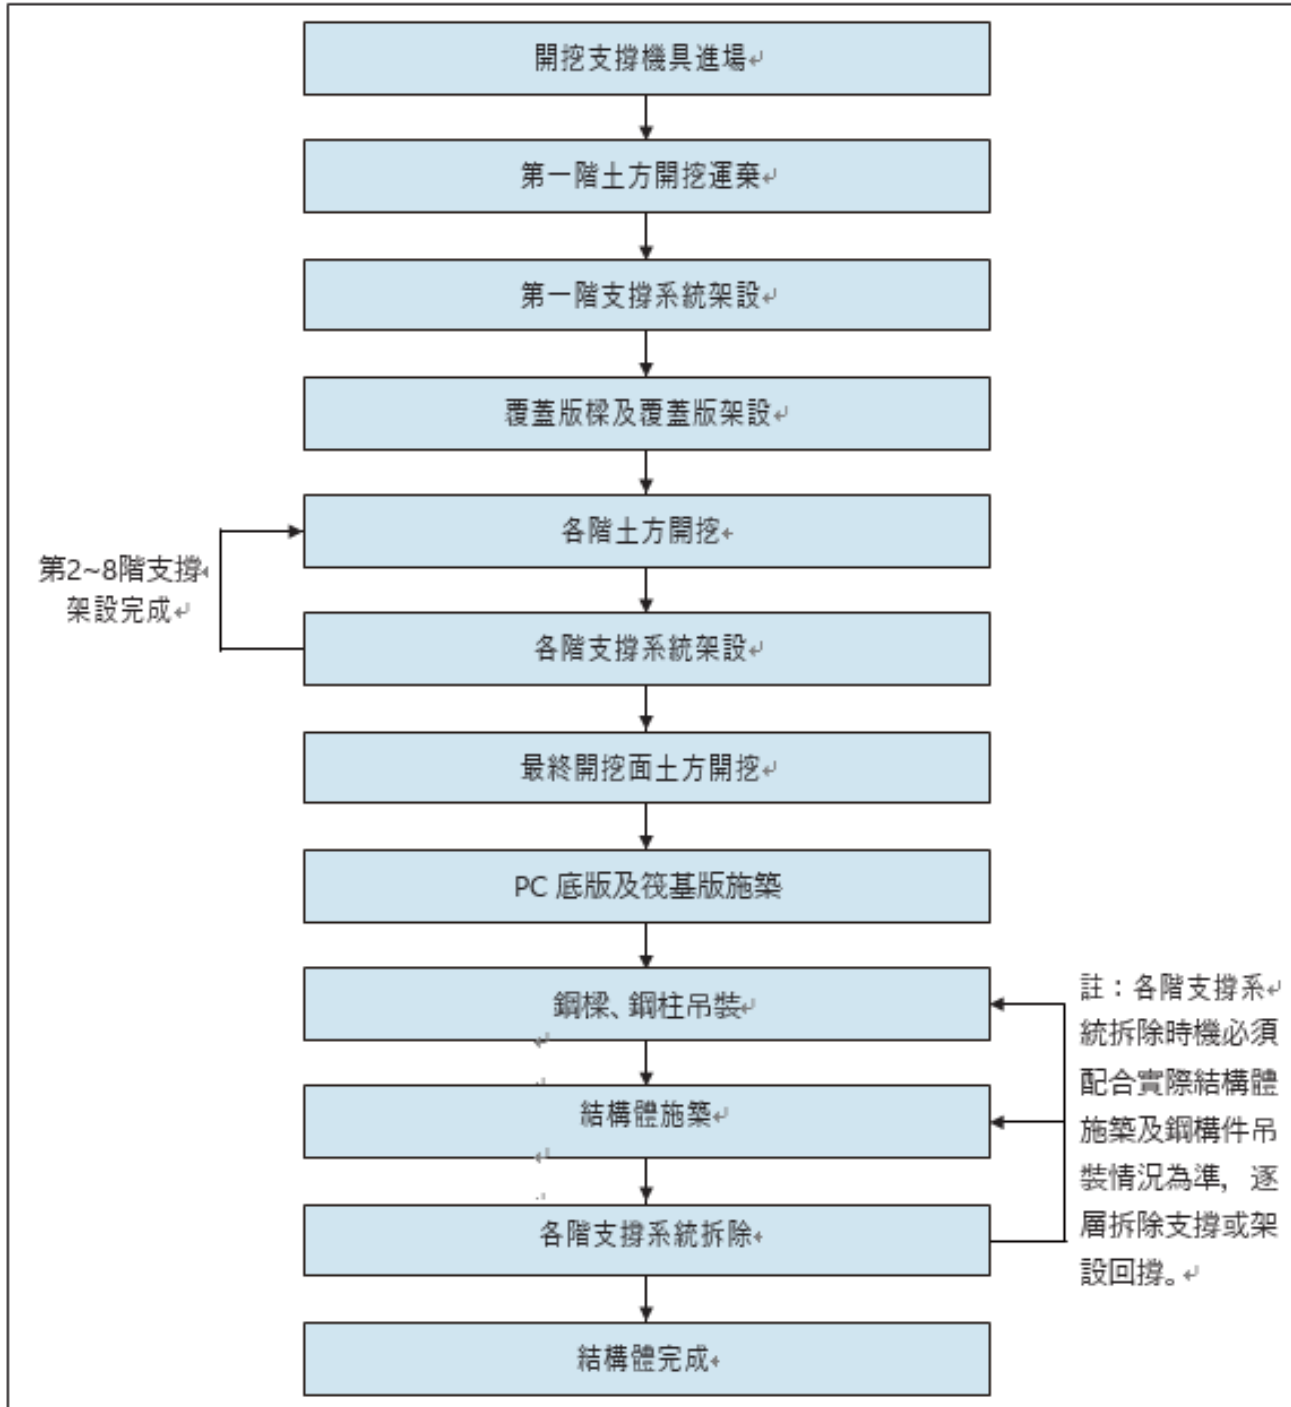 開挖支撐機具進場
第一階土方開挖運棄
第一階支撐系統架設
覆蓋版樑及覆蓋版架設
各階土方開挖
第2~8階支撐
架設完成
各階支撐系統架設
最終開挖面土方開挖
PC 底版及筏基版施築
鋼樑、鋼柱吊裝
結構體施築
各階支撐系統拆除
註：各階支撐系
統拆除時機必須
配合實際結構體
施築及鋼構件吊
裝情況為準，逐
層拆除支撐或架
設回撐。
結構體完成